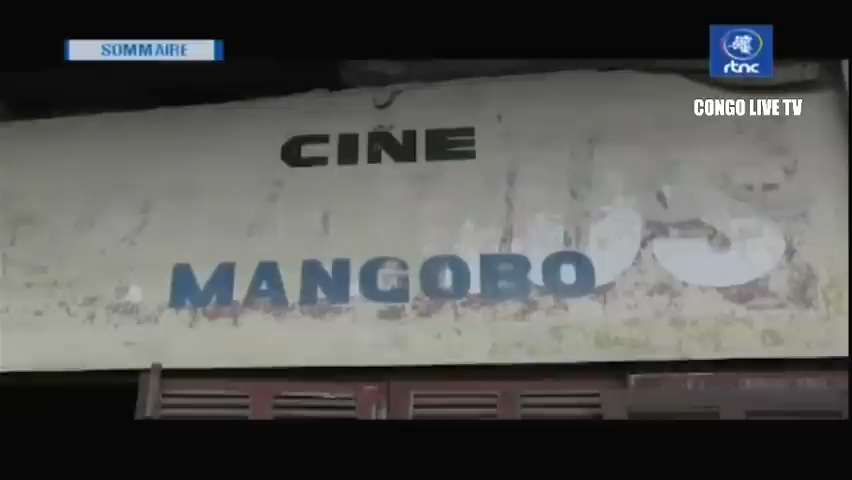 SOMMAIRE
rtnc
CONGO LIVE TV
CINE
MANGOBO